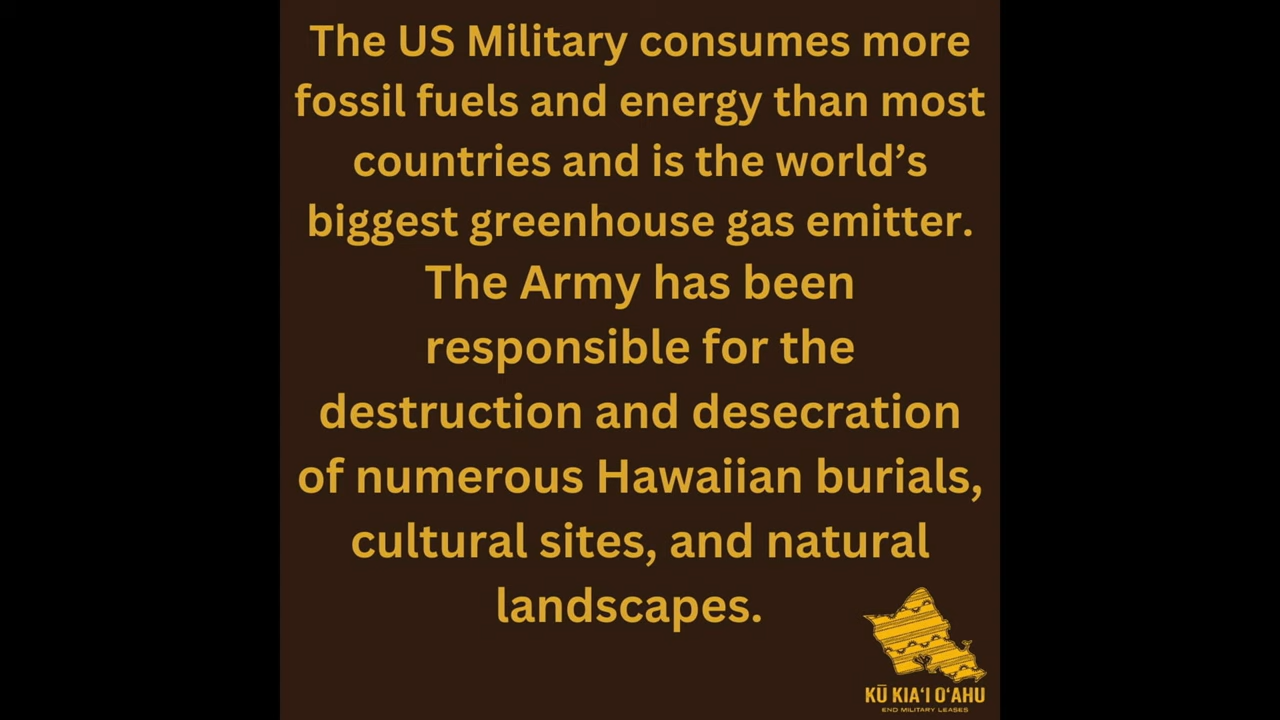 The US Military consumes more
fossil fuels and energy than most
countries and is the world’s
biggest greenhouse gas emitter.
The Army has been
responsible for the
destruction and desecration
of numerous Hawaiian burials,
cultural sites, and natural
landscapes.
KŪ KIAʻI OʻAHU
END MILITARY LEASES